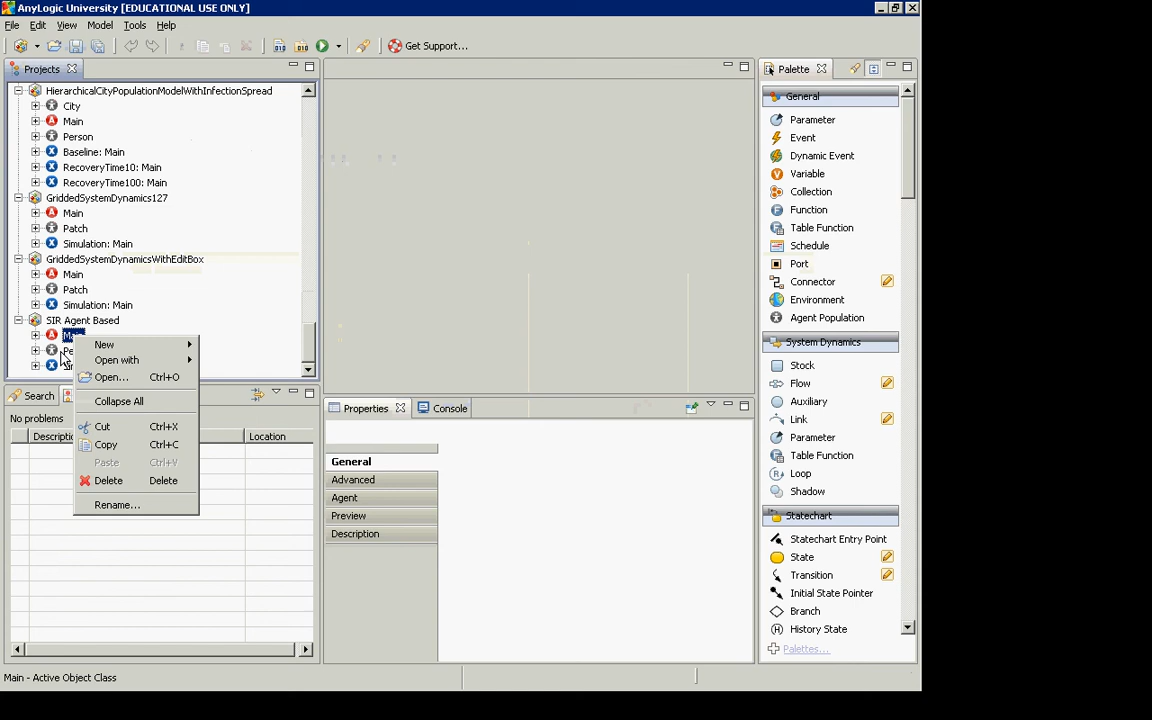 AnyLogic University [EDUCATIONAL USE ONLY]
File Edit View Model Tools Help
Get Support...
Projects
HierarchicalCityPopulationModelWithInfectionSpread
City
Main
Person
Baseline: Main
RecoveryTime10: Main
RecoveryTime100: Main
GriddedSystemDynamics127
Main
Patch
Simulation: Main
GriddedSystemDynamicsWithEditBox
Main
Patch
Simulation: Main
SIR Agent Based
New
Open with
Open... Ctrl+O
Collapse All
Cut Ctrl+X
Copy Ctrl+C
Paste Ctrl+V
Delete Delete
Rename...
Search
No problems
Location
Properties
Console
General
Advanced
Agent
Preview
Description
Palette
General
Parameter
Event
Dynamic Event
Variable
Collection
Function
Table Function
Schedule
Port
Connector
Environment
Agent Population
System Dynamics
Stock
Flow
Auxiliary
Link
Parameter
Table Function
Loop
Shadow
Statechart
Statechart Entry Point
State
Transition
Initial State Pointer
Branch
History State
Palettes...
Main - Active Object Class